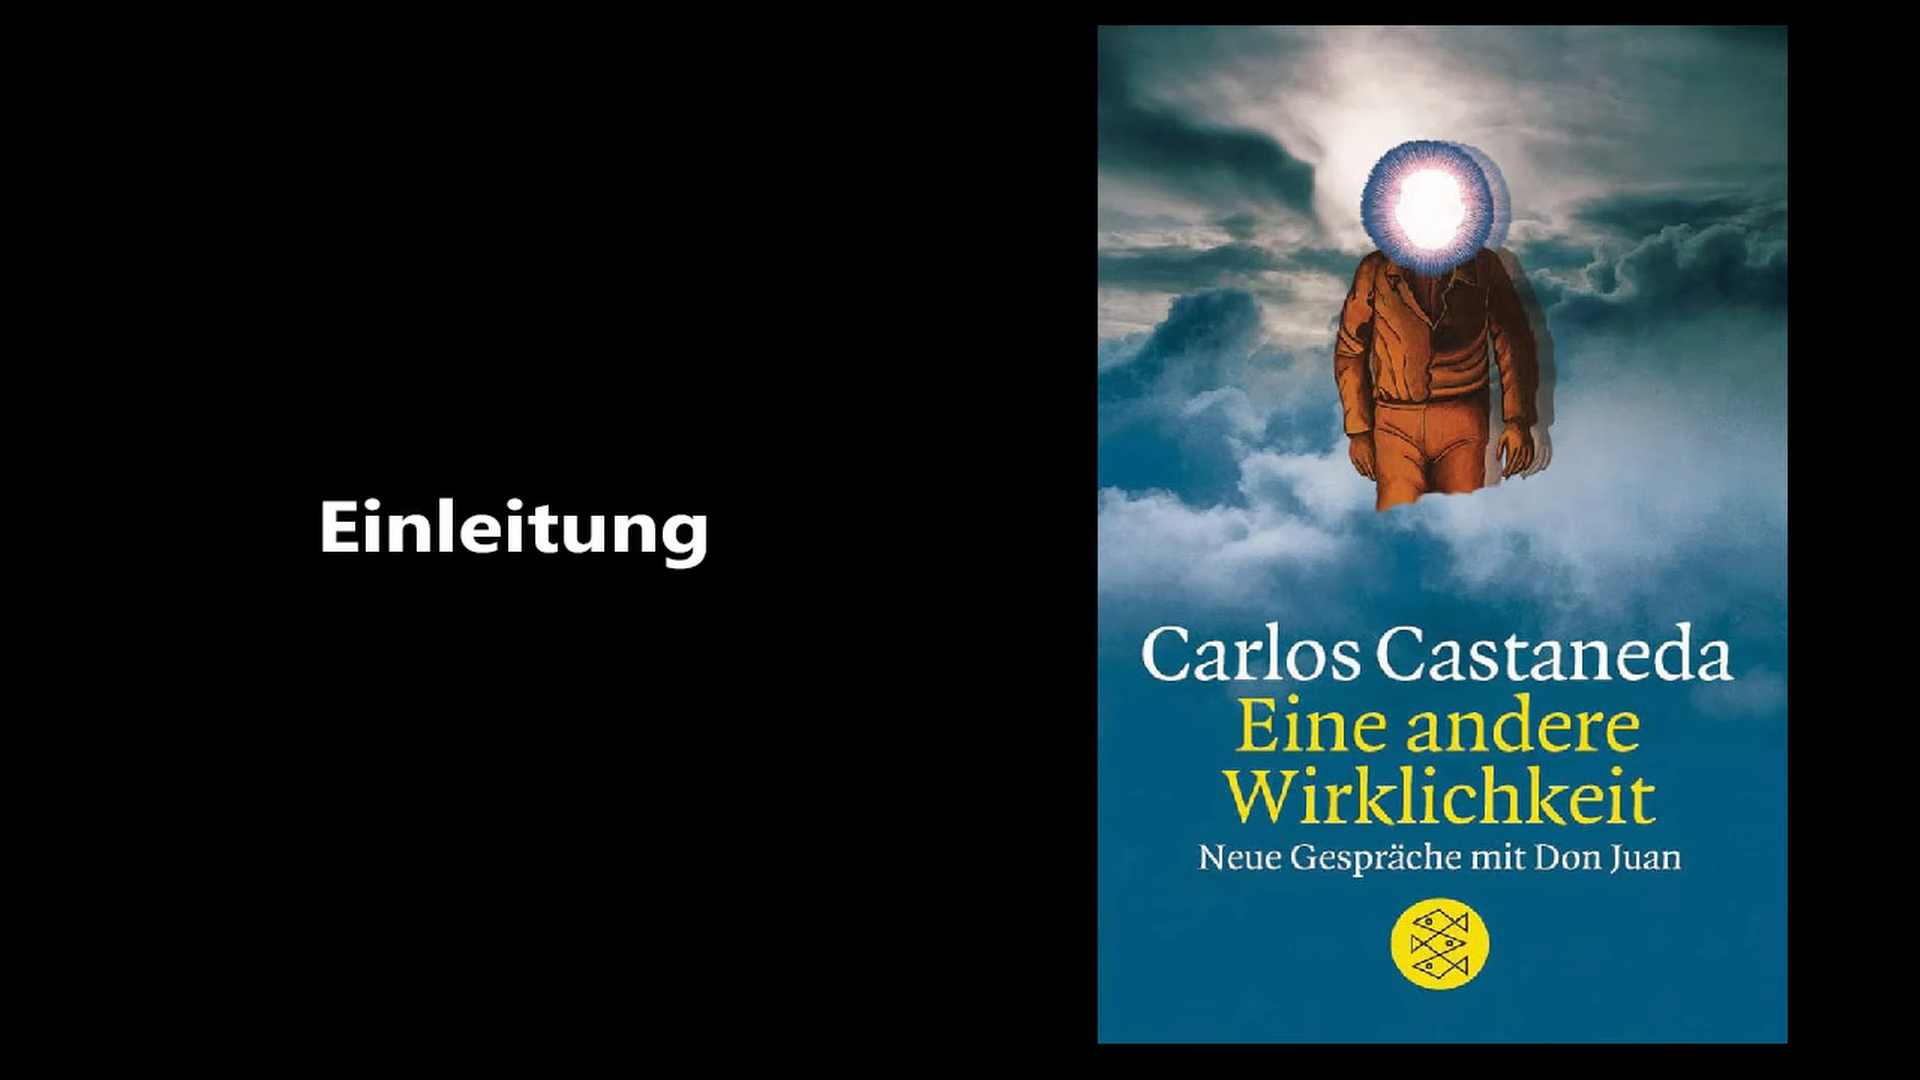 Einleitung
Carlos Castaneda
Eine andere
Wirklichkeit
Neue Gespräche mit Don Juan